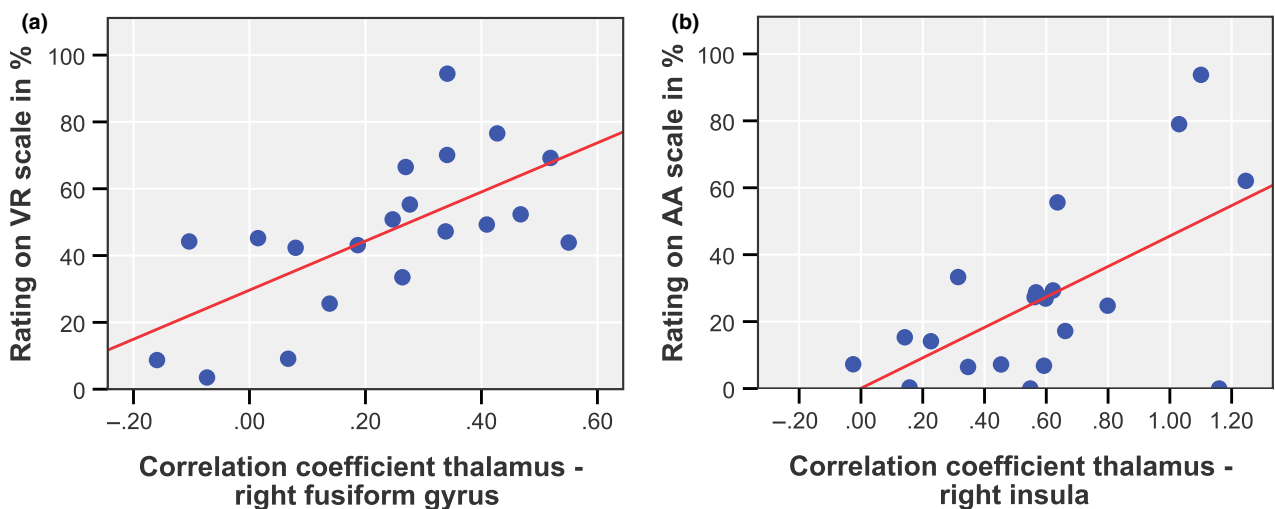 (a)
Rating on VR scale in %
100
80
60
40
20
0
–.20 .00 .20 .40 .60
Correlation coefficient thalamus -
right fusiform gyrus
(b)
Rating on AA scale in %
100
80
60
40
20
0
–.20 .00 .20 .40 .60 .80 1.00 1.20
Correlation coefficient thalamus -
right insula